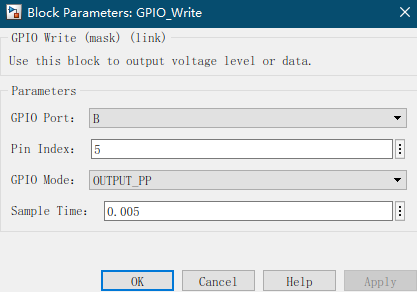 Block Parameters: GPIO_Write
GPIO Write (mask) (link)
Use this block to output voltage level or data.
Parameters
GPIO Port: B
Pin Index: 5
GPIO Mode: OUTPUT_PP
Sample Time: 0.005
OK Cancel Help Apply